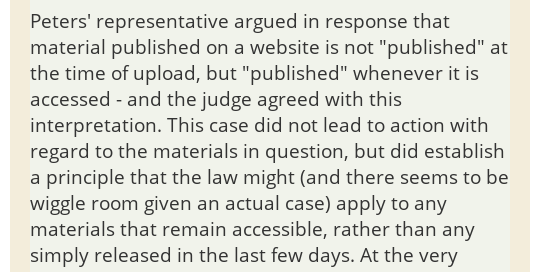 Peters' representative argued in response that
material published on a website is not "published" at
the time of upload, but "published" whenever it is
accessed - and the judge agreed with this
interpretation. This case did not lead to action with
regard to the materials in question, but did establish
a principle that the law might (and there seems to be
wiggle room given an actual case) apply to any
materials that remain accessible, rather than any
simply released in the last few days. At the very